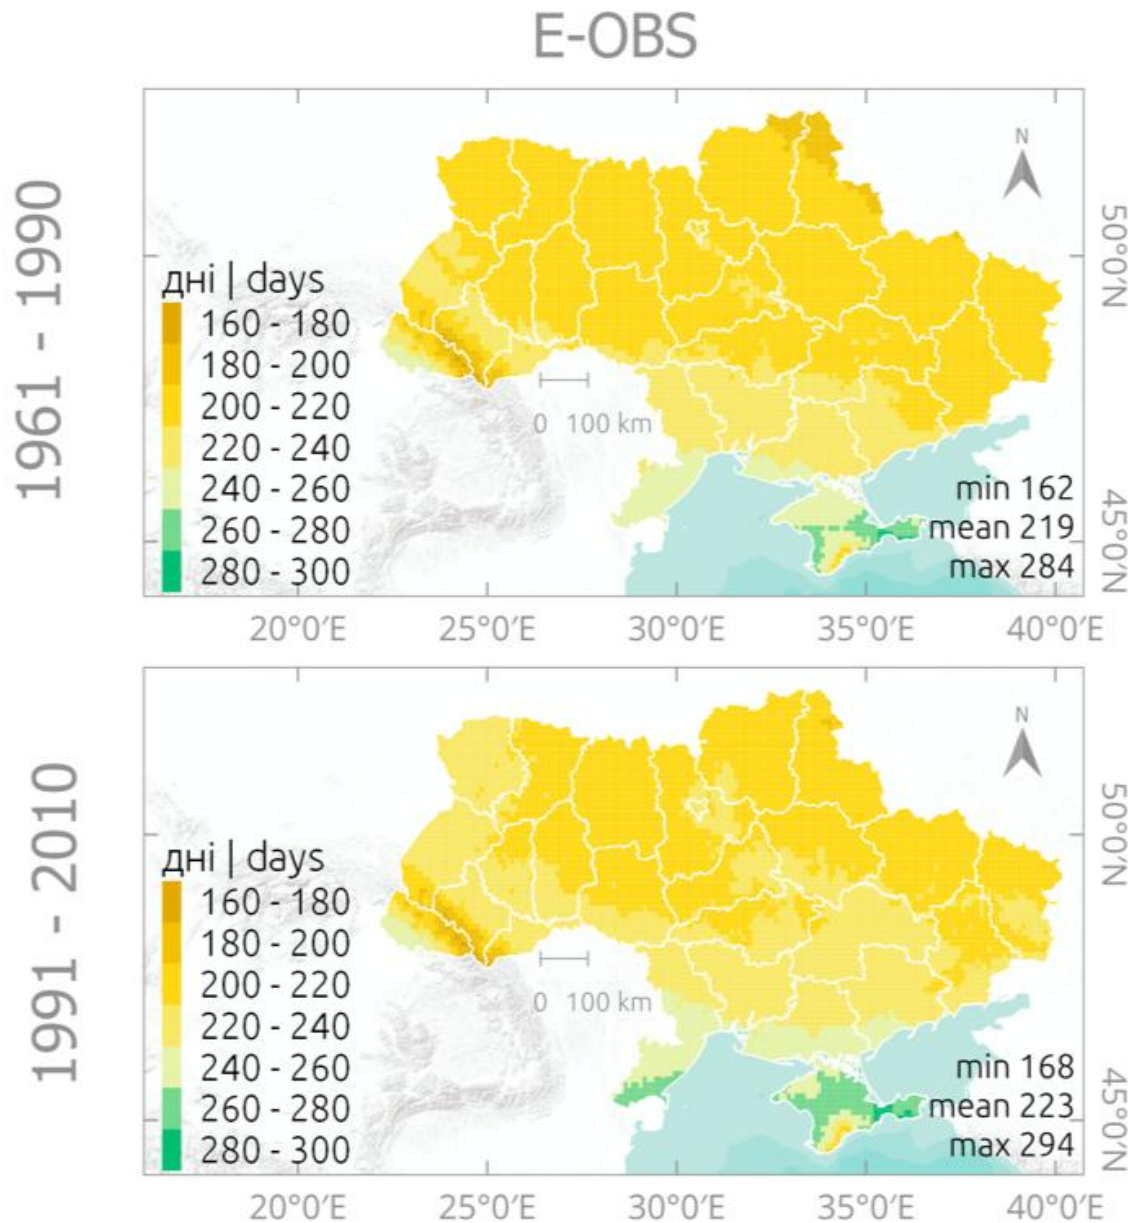 E-OBS
1961 - 1990
N
дні | days
160 - 180
180 - 200
200 - 220
220 - 240
240 - 260
260 - 280
280 - 300
0 100 km
min 162
mean 219
max 284
50°0′N
45°0′N
20°0′E 25°0′E 30°0′E 35°0′E 40°0′E
1991 - 2010
N
дні | days
160 - 180
180 - 200
200 - 220
220 - 240
240 - 260
260 - 280
280 - 300
0 100 km
min 168
mean 223
max 294
50°0′N
45°0′N
20°0′E 25°0′E 30°0′E 35°0′E 40°0′E